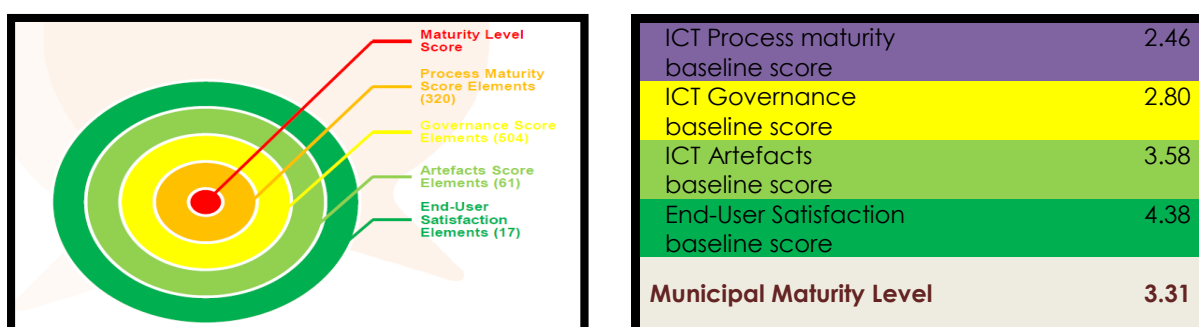 Maturity Level
Score
Process Maturity
Score Elements
(320)
Governance Score
Elements (504)
Artefacts Score
Elements (61)
End-User
Satisfaction
Elements (17)
ICT Process maturity 2.46
baseline score
ICT Governance 2.80
baseline score
ICT Artefacts 3.58
baseline score
End-User Satisfaction 4.38
baseline score
Municipal Maturity Level 3.31